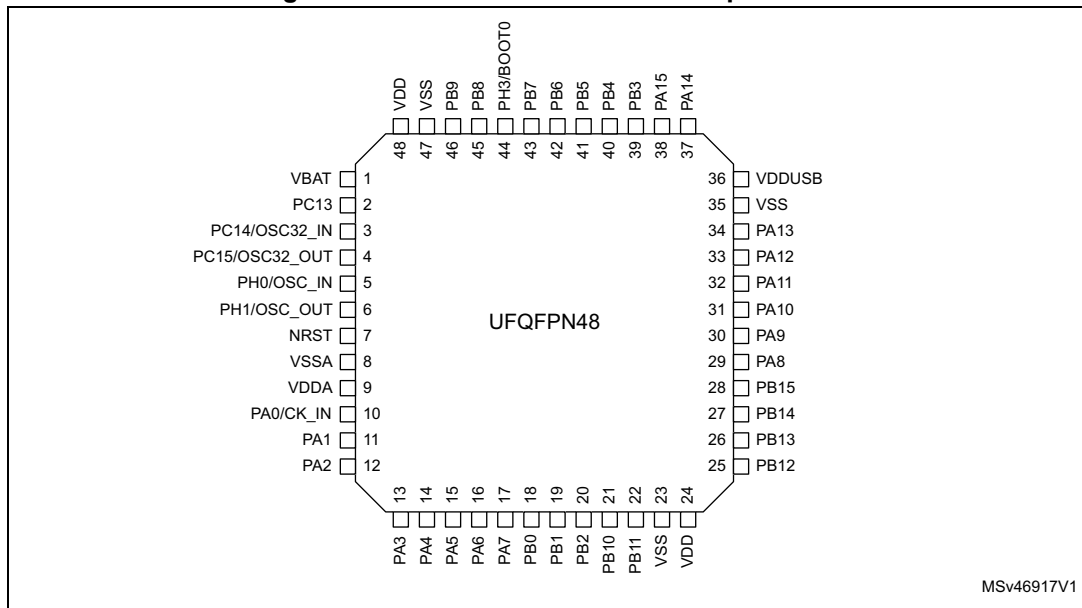 VDD
VSS
PB9
PB8
PH3/BOOT0
PB7
PB6
PB5
PB4
PB3
PA15
PA14
48
47
46
45
44
43
42
41
40
39
38
37
VBAT 1
PC13 2
PC14/OSC32_IN 3
PC15/OSC32_OUT 4
PH0/OSC_IN 5
PH1/OSC_OUT 6
NRST 7
VSSA 8
VDDA 9
PA0/CK_IN 10
PA1 11
PA2 12
UFQFPN48
36 VDDUSB
35 VSS
34 PA13
33 PA12
32 PA11
31 PA10
30 PA9
29 PA8
28 PB15
27 PB14
26 PB13
25 PB12
13
14
15
16
17
18
19
20
21
22
23
24
PA3
PA4
PA5
PA6
PA7
PB0
PB1
PB2
PB10
PB11
VSS
VDD
MSv46917V1